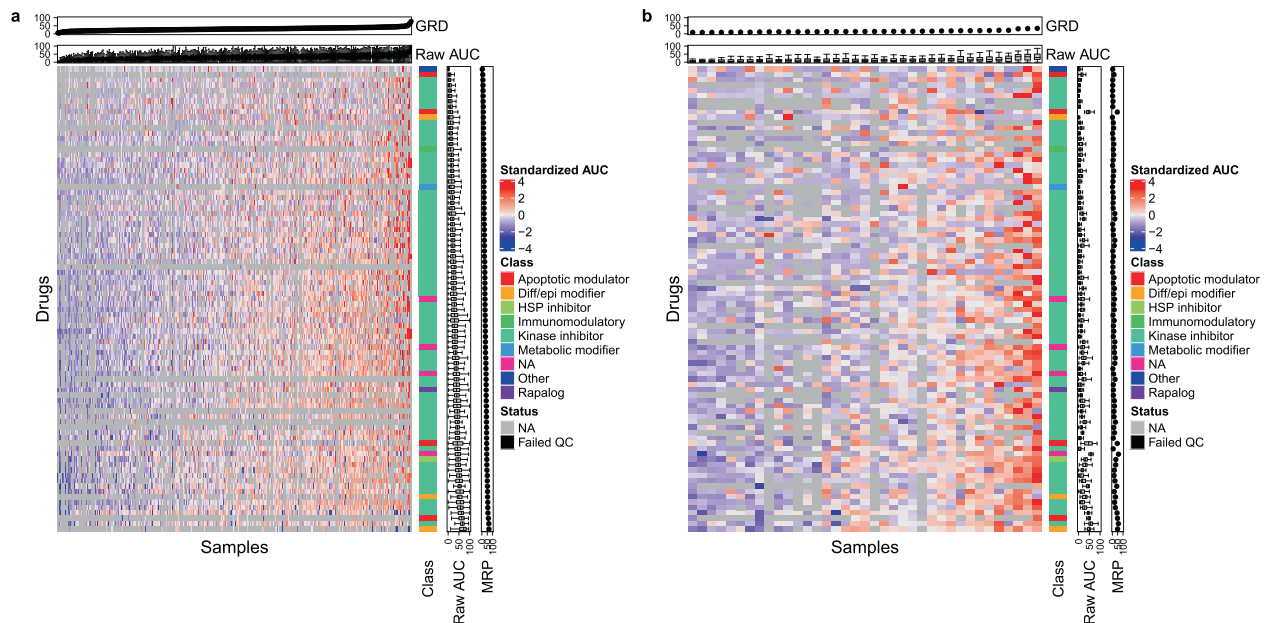 a
100
50
0
GRD
100
50
0
Raw AUC
Drugs
Samples
Class
0
50
100
Raw AUC
0
50
100
MRP
Standardized AUC
4
2
0
−2
−4
Class
Apoptotic modulator
Diff/epi modifier
HSP inhibitor
Immunomodulatory
Kinase inhibitor
Metabolic modifier
NA
Other
Rapalog
Status
NA
Failed QC
b
100
50
0
GRD
100
50
0
Raw AUC
Drugs
Samples
Class
0
50
100
Raw AUC
0
50
100
MRP
Standardized AUC
4
2
0
−2
−4
Class
Apoptotic modulator
Diff/epi modifier
HSP inhibitor
Immunomodulatory
Kinase inhibitor
Metabolic modifier
NA
Other
Rapalog
Status
NA
Failed QC